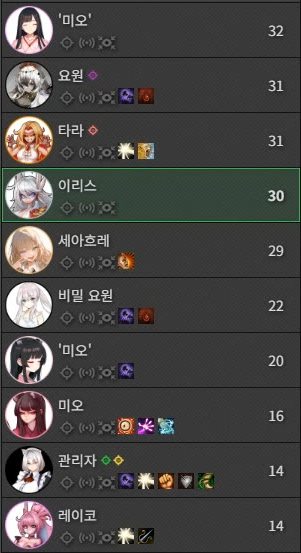 '미오' 32
요원 31
타라 31
이리스 30
세아흐레 29
비밀 요원 22
'미오' 20
미오 16
관리자 14
레이코 14